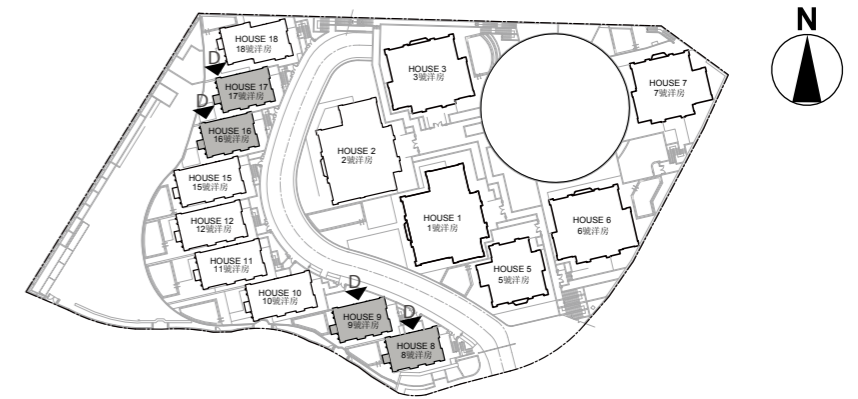 N
HOUSE 18
18號洋房
D
HOUSE 17
17號洋房
D
HOUSE 16
16號洋房
HOUSE 15
15號洋房
HOUSE 12
12號洋房
HOUSE 11
11號洋房
HOUSE 10
10號洋房
HOUSE 3
3號洋房
HOUSE 7
7號洋房
HOUSE 2
2號洋房
HOUSE 1
1號洋房
HOUSE 6
6號洋房
HOUSE 5
5號洋房
D
HOUSE 9
9號洋房
D
HOUSE 8
8號洋房